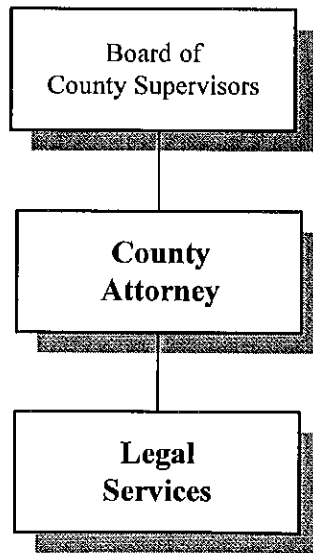 Board of
County Supervisors
County
Attorney
Legal
Services